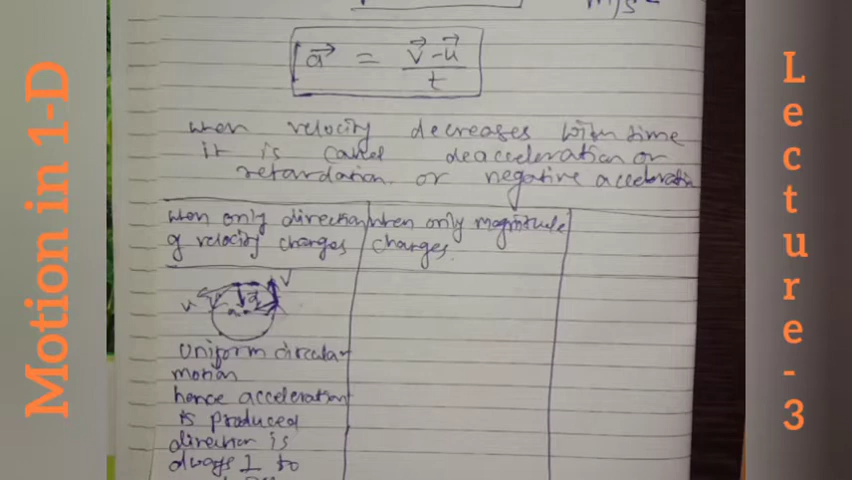 Motion in 1-D
m/s²
a⃗ = v⃗ - u⃗ / t
when velocity decreases with time
it is called deacceleration or
retardation. or negative acceleration
when only direction
of velocity changes
when only magnitude
changes.
V
a⃗
Uniform circular
motion
hence acceleration
is produced
direction is
always ⊥ to
Lecture-3